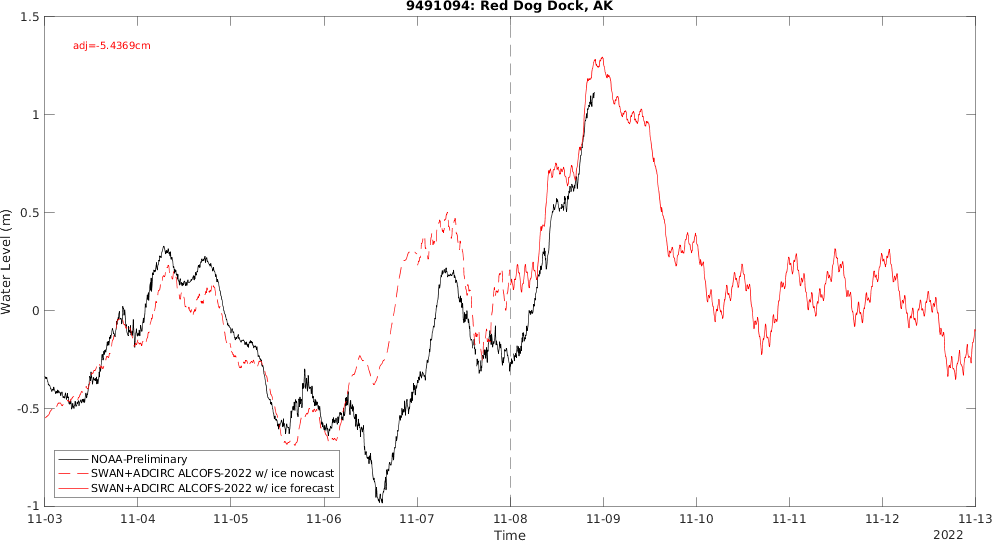 9491094: Red Dog Dock, AK
adj=-5.4369cm
1.5
1
0.5
0
-0.5
-1
Water Level (m)
NOAA-Preliminary
SWAN+ADCIRC ALCOFS-2022 w/ ice nowcast
SWAN+ADCIRC ALCOFS-2022 w/ ice forecast
11-03 11-04 11-05 11-06 11-07 11-08 11-09 11-10 11-11 11-12 11-13
Time
2022